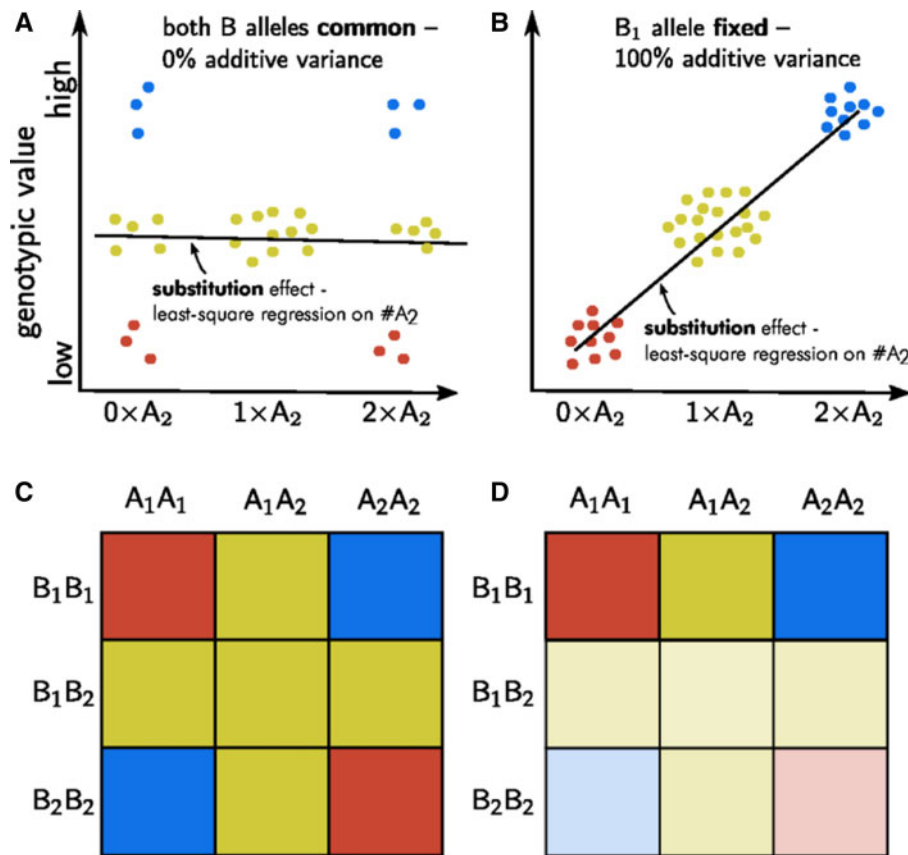 A
both B alleles common –
0% additive variance
high
genotypic value
low
substitution effect -
least-square regression on #A₂
0×A₂ 1×A₂ 2×A₂
B
B₁ allele fixed –
100% additive variance
substitution effect -
least-square regression on #A₂
0×A₂ 1×A₂ 2×A₂
C
A₁A₁ A₁A₂ A₂A₂
B₁B₁
B₁B₂
B₂B₂
D
A₁A₁ A₁A₂ A₂A₂
B₁B₁
B₁B₂
B₂B₂